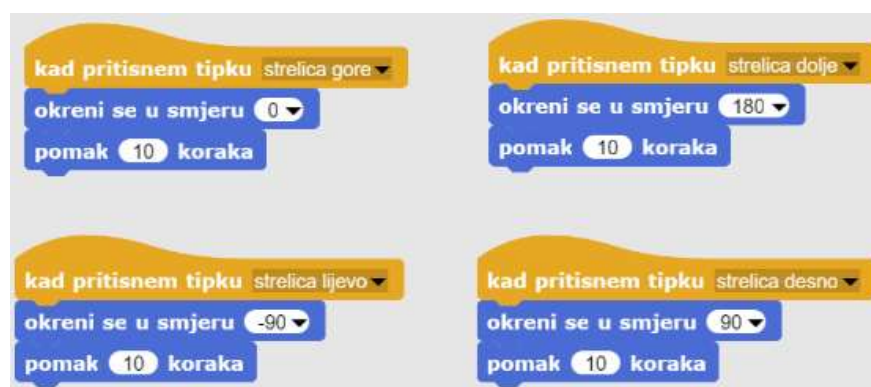 kad pritisnem tipku strelica gore
okreni se u smjeru 0
pomak 10 koraka
kad pritisnem tipku strelica dolje
okreni se u smjeru 180
pomak 10 koraka
kad pritisnem tipku strelica lijevo
okreni se u smjeru -90
pomak 10 koraka
kad pritisnem tipku strelica desno
okreni se u smjeru 90
pomak 10 koraka